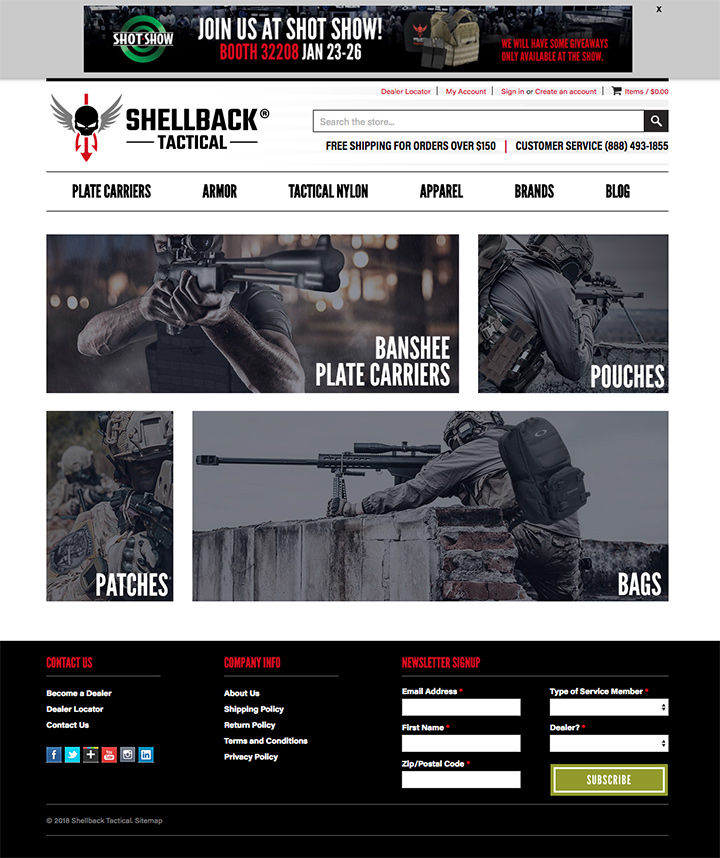 SHOT SHOW
JOIN US AT SHOT SHOW!
BOOTH 32208 JAN 23-26
WE WILL HAVE SOME GIVEAWAYS
ONLY AVAILABLE AT THE SHOW.
X
Dealer Locator | My Account | Sign in or Create an account | Items / $0.00
SHELLBACK®
TACTICAL
Search the store...
FREE SHIPPING FOR ORDERS OVER $150 | CUSTOMER SERVICE (888) 493-1855
PLATE CARRIERS ARMOR TACTICAL NYLON APPAREL BRANDS BLOG
BANSHEE
PLATE CARRIERS
POUCHES
PATCHES
BAGS
CONTACT US
Become a Dealer
Dealer Locator
Contact Us
COMPANY INFO
About Us
Shipping Policy
Return Policy
Terms and Conditions
Privacy Policy
NEWSLETTER SIGNUP
Email Address *
Type of Service Member *
First Name *
Dealer? *
Zip/Postal Code *
SUBSCRIBE
© 2018 Shellback Tactical. Sitemap